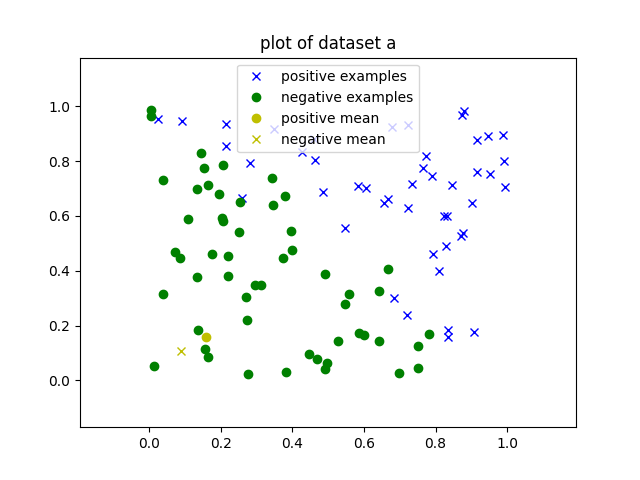 plot of dataset a
positive examples
negative examples
positive mean
negative mean
1.0
0.8
0.6
0.4
0.2
0.0
0.0 0.2 0.4 0.6 0.8 1.0